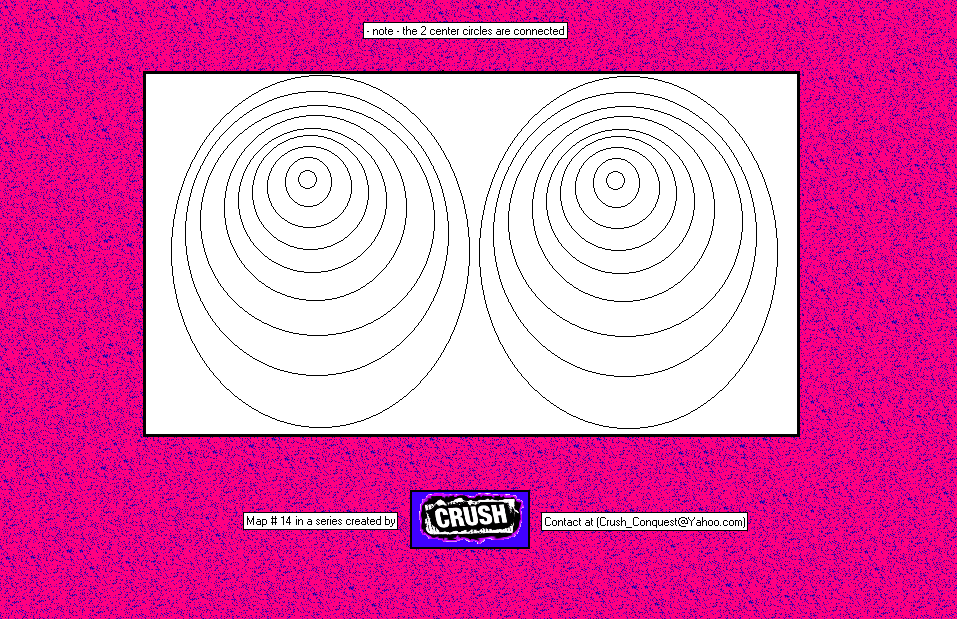 - note - the 2 center circles are connected
Map # 14 in a series created by
CRUSH
Contact at (Crush_Conquest@Yahoo.com)